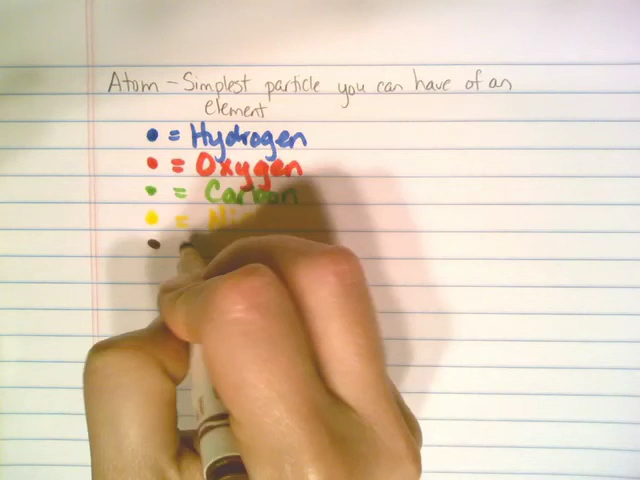 Atom - Simplest particle you can have of an
element
• = Hydrogen
• = Oxygen
• = Carbon
• =
•